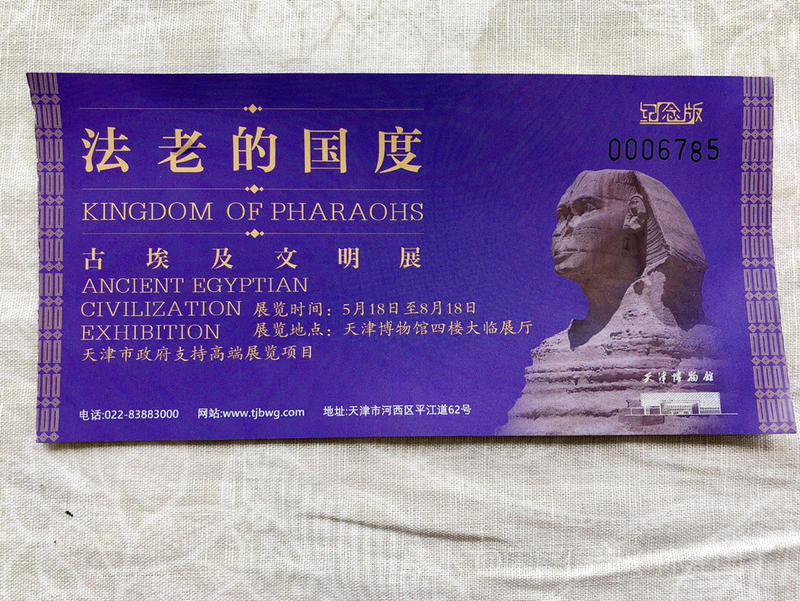 纪念版
0006785
法老的国度
KINGDOM OF PHARAOHS
古埃及文明展
ANCIENT EGYPTIAN
CIVILIZATION 展览时间：5月18日至8月18日
EXHIBITION 展览地点：天津博物馆四楼大临展厅
天津市政府支持高端展览项目
天津博物馆
电话:022-83883000 网站:www.tjbwg.com 地址:天津市河西区平江道62号